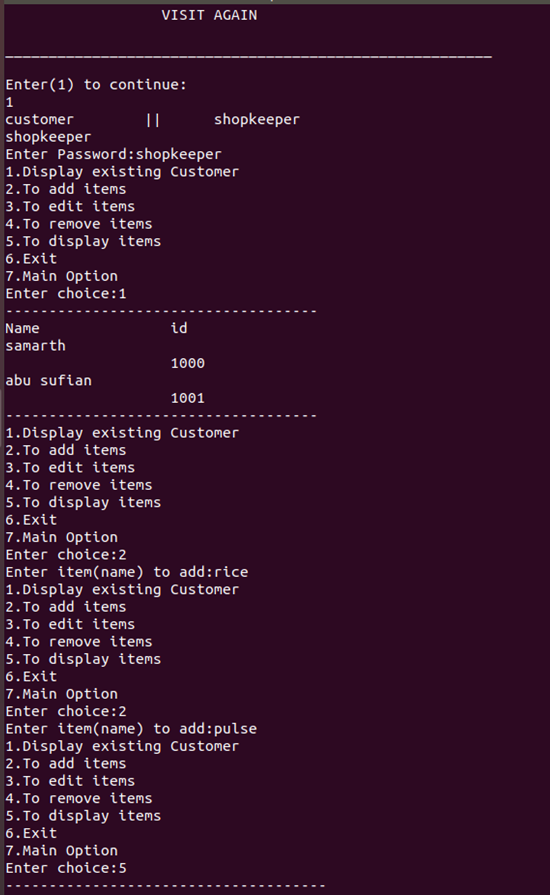 VISIT AGAIN
________________________________________________________
Enter(1) to continue:
1
customer || shopkeeper
shopkeeper
Enter Password:shopkeeper
1.Display existing Customer
2.To add items
3.To edit items
4.To remove items
5.To display items
6.Exit
7.Main Option
Enter choice:1
------------------------------------
Name id
samarth
1000
abu sufian
1001
------------------------------------
1.Display existing Customer
2.To add items
3.To edit items
4.To remove items
5.To display items
6.Exit
7.Main Option
Enter choice:2
Enter item(name) to add:rice
1.Display existing Customer
2.To add items
3.To edit items
4.To remove items
5.To display items
6.Exit
7.Main Option
Enter choice:2
Enter item(name) to add:pulse
1.Display existing Customer
2.To add items
3.To edit items
4.To remove items
5.To display items
6.Exit
7.Main Option
Enter choice:5
-------------------------------------